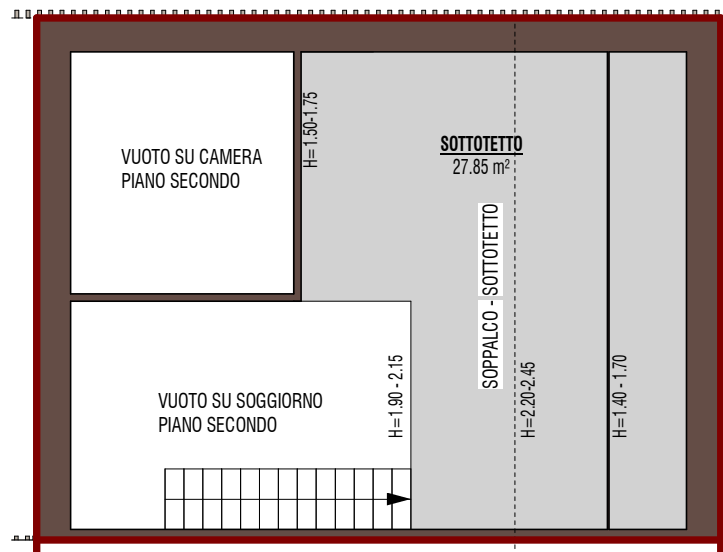 VUOTO SU CAMERA
PIANO SECONDO
H=1.50-1.75
SOTTOTETTO
27.85 m²
SOPPALCO - SOTTOTETTO
VUOTO SU SOGGIORNO
PIANO SECONDO
H=1.90 - 2.15
H=2.20-2.45
H=1.40 - 1.70